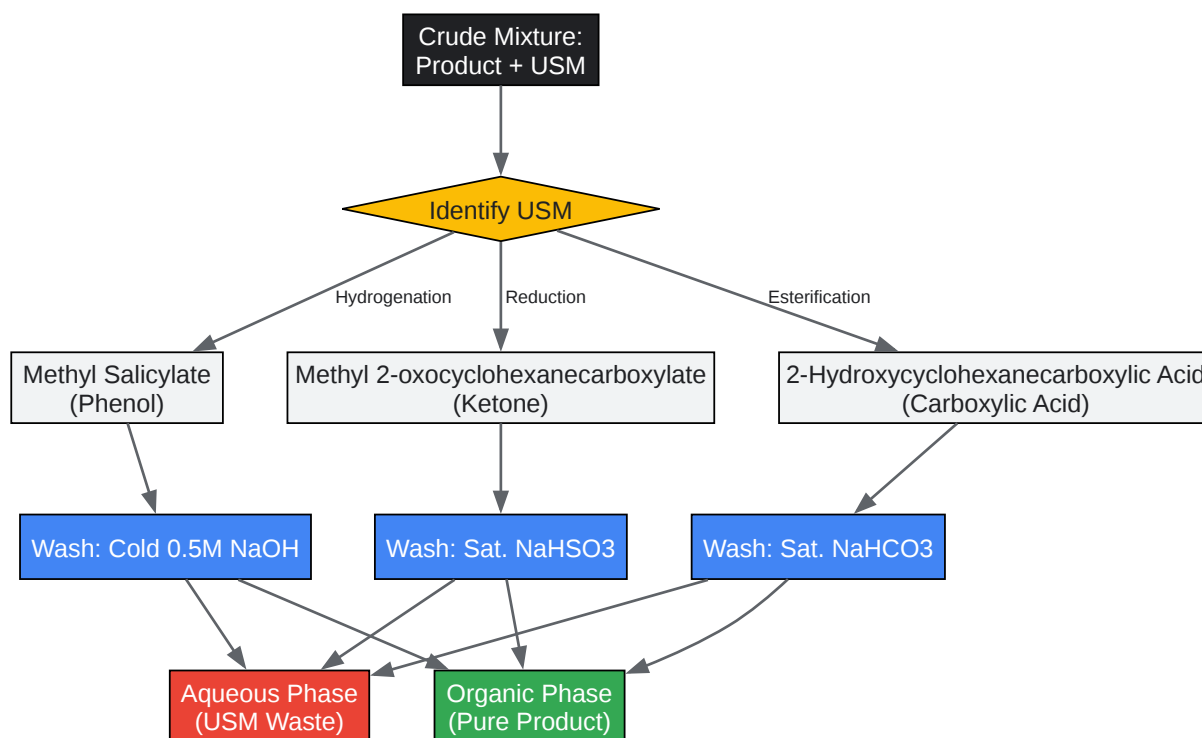 Crude Mixture:
Product + USM
Identify USM
Hydrogenation
Reduction
Esterification
Methyl Salicylate
(Phenol)
Methyl 2-oxocyclohexanecarboxylate
(Ketone)
2-Hydroxycyclohexanecarboxylic Acid
(Carboxylic Acid)
Wash: Cold 0.5M NaOH
Wash: Sat. NaHSO3
Wash: Sat. NaHCO3
Aqueous Phase
(USM Waste)
Organic Phase
(Pure Product)